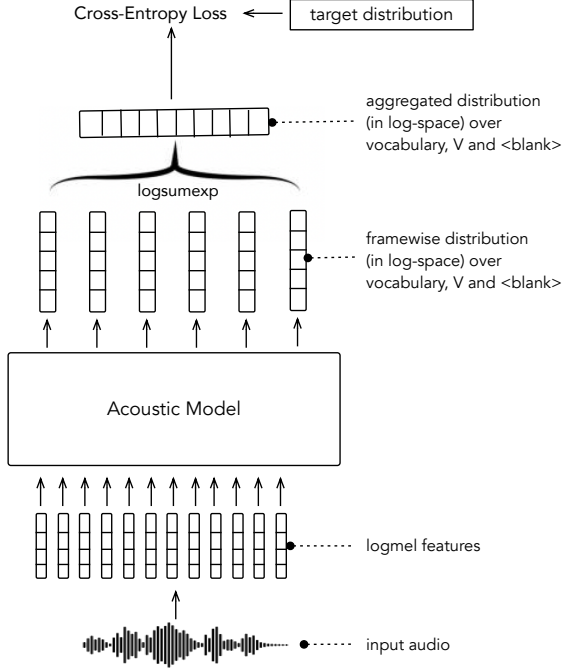 Cross-Entropy Loss
target distribution
aggregated distribution
(in log-space) over
vocabulary, V and <blank>
logsumexp
framewise distribution
(in log-space) over
vocabulary, V and <blank>
Acoustic Model
logmel features
input audio